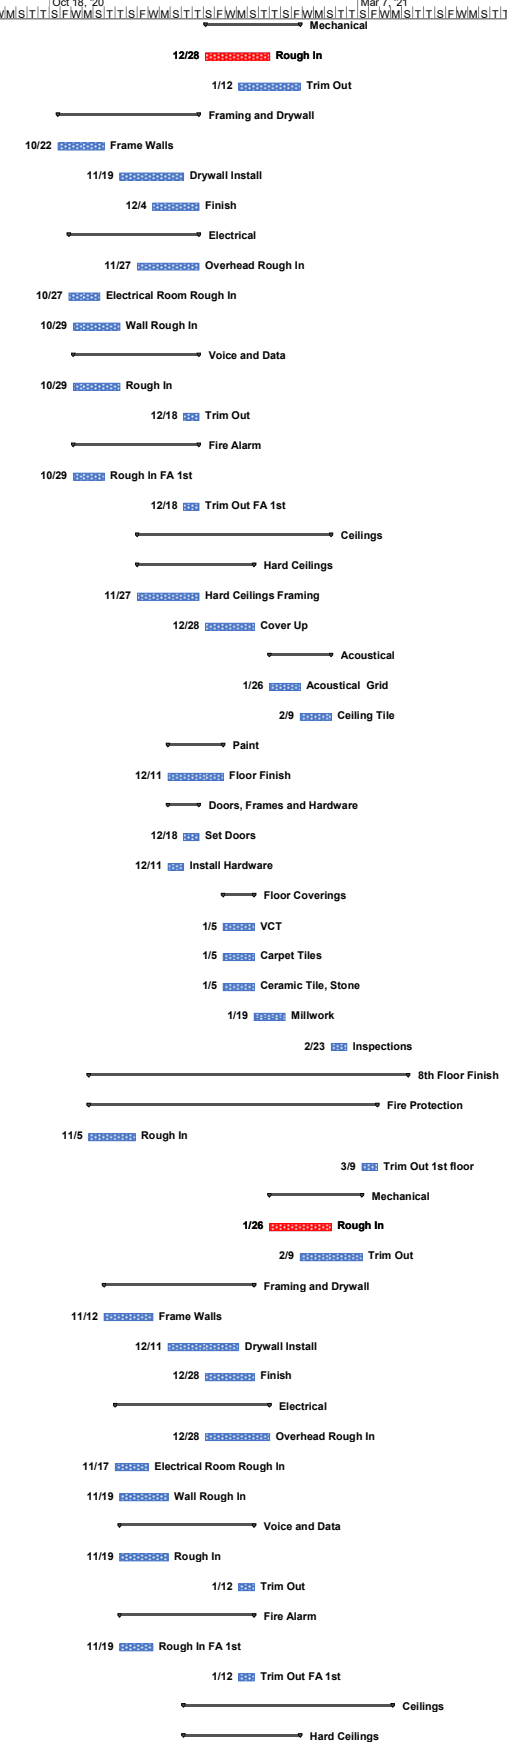 Oct 18, '20 Mar 7, '21
M S T T S F W M S T T S F W M S T T S F W M S T T S F W M S T T S F W M S T
Mechanical
12/28 Rough In
1/12 Trim Out
Framing and Drywall
10/22 Frame Walls
11/19 Drywall Install
12/4 Finish
Electrical
11/27 Overhead Rough In
10/27 Electrical Room Rough In
10/29 Wall Rough In
Voice and Data
10/29 Rough In
12/18 Trim Out
Fire Alarm
10/29 Rough In FA 1st
12/18 Trim Out FA 1st
Ceilings
Hard Ceilings
11/27 Hard Ceilings Framing
12/28 Cover Up
Acoustical
1/26 Acoustical Grid
2/9 Ceiling Tile
Paint
12/11 Floor Finish
Doors, Frames and Hardware
12/18 Set Doors
12/11 Install Hardware
Floor Coverings
1/5 VCT
1/5 Carpet Tiles
1/5 Ceramic Tile, Stone
1/19 Millwork
2/23 Inspections
8th Floor Finish
Fire Protection
11/5 Rough In
3/9 Trim Out 1st floor
Mechanical
1/26 Rough In
2/9 Trim Out
Framing and Drywall
11/12 Frame Walls
12/11 Drywall Install
12/28 Finish
Electrical
12/28 Overhead Rough In
11/17 Electrical Room Rough In
11/19 Wall Rough In
Voice and Data
11/19 Rough In
1/12 Trim Out
Fire Alarm
11/19 Rough In FA 1st
1/12 Trim Out FA 1st
Ceilings
Hard Ceilings